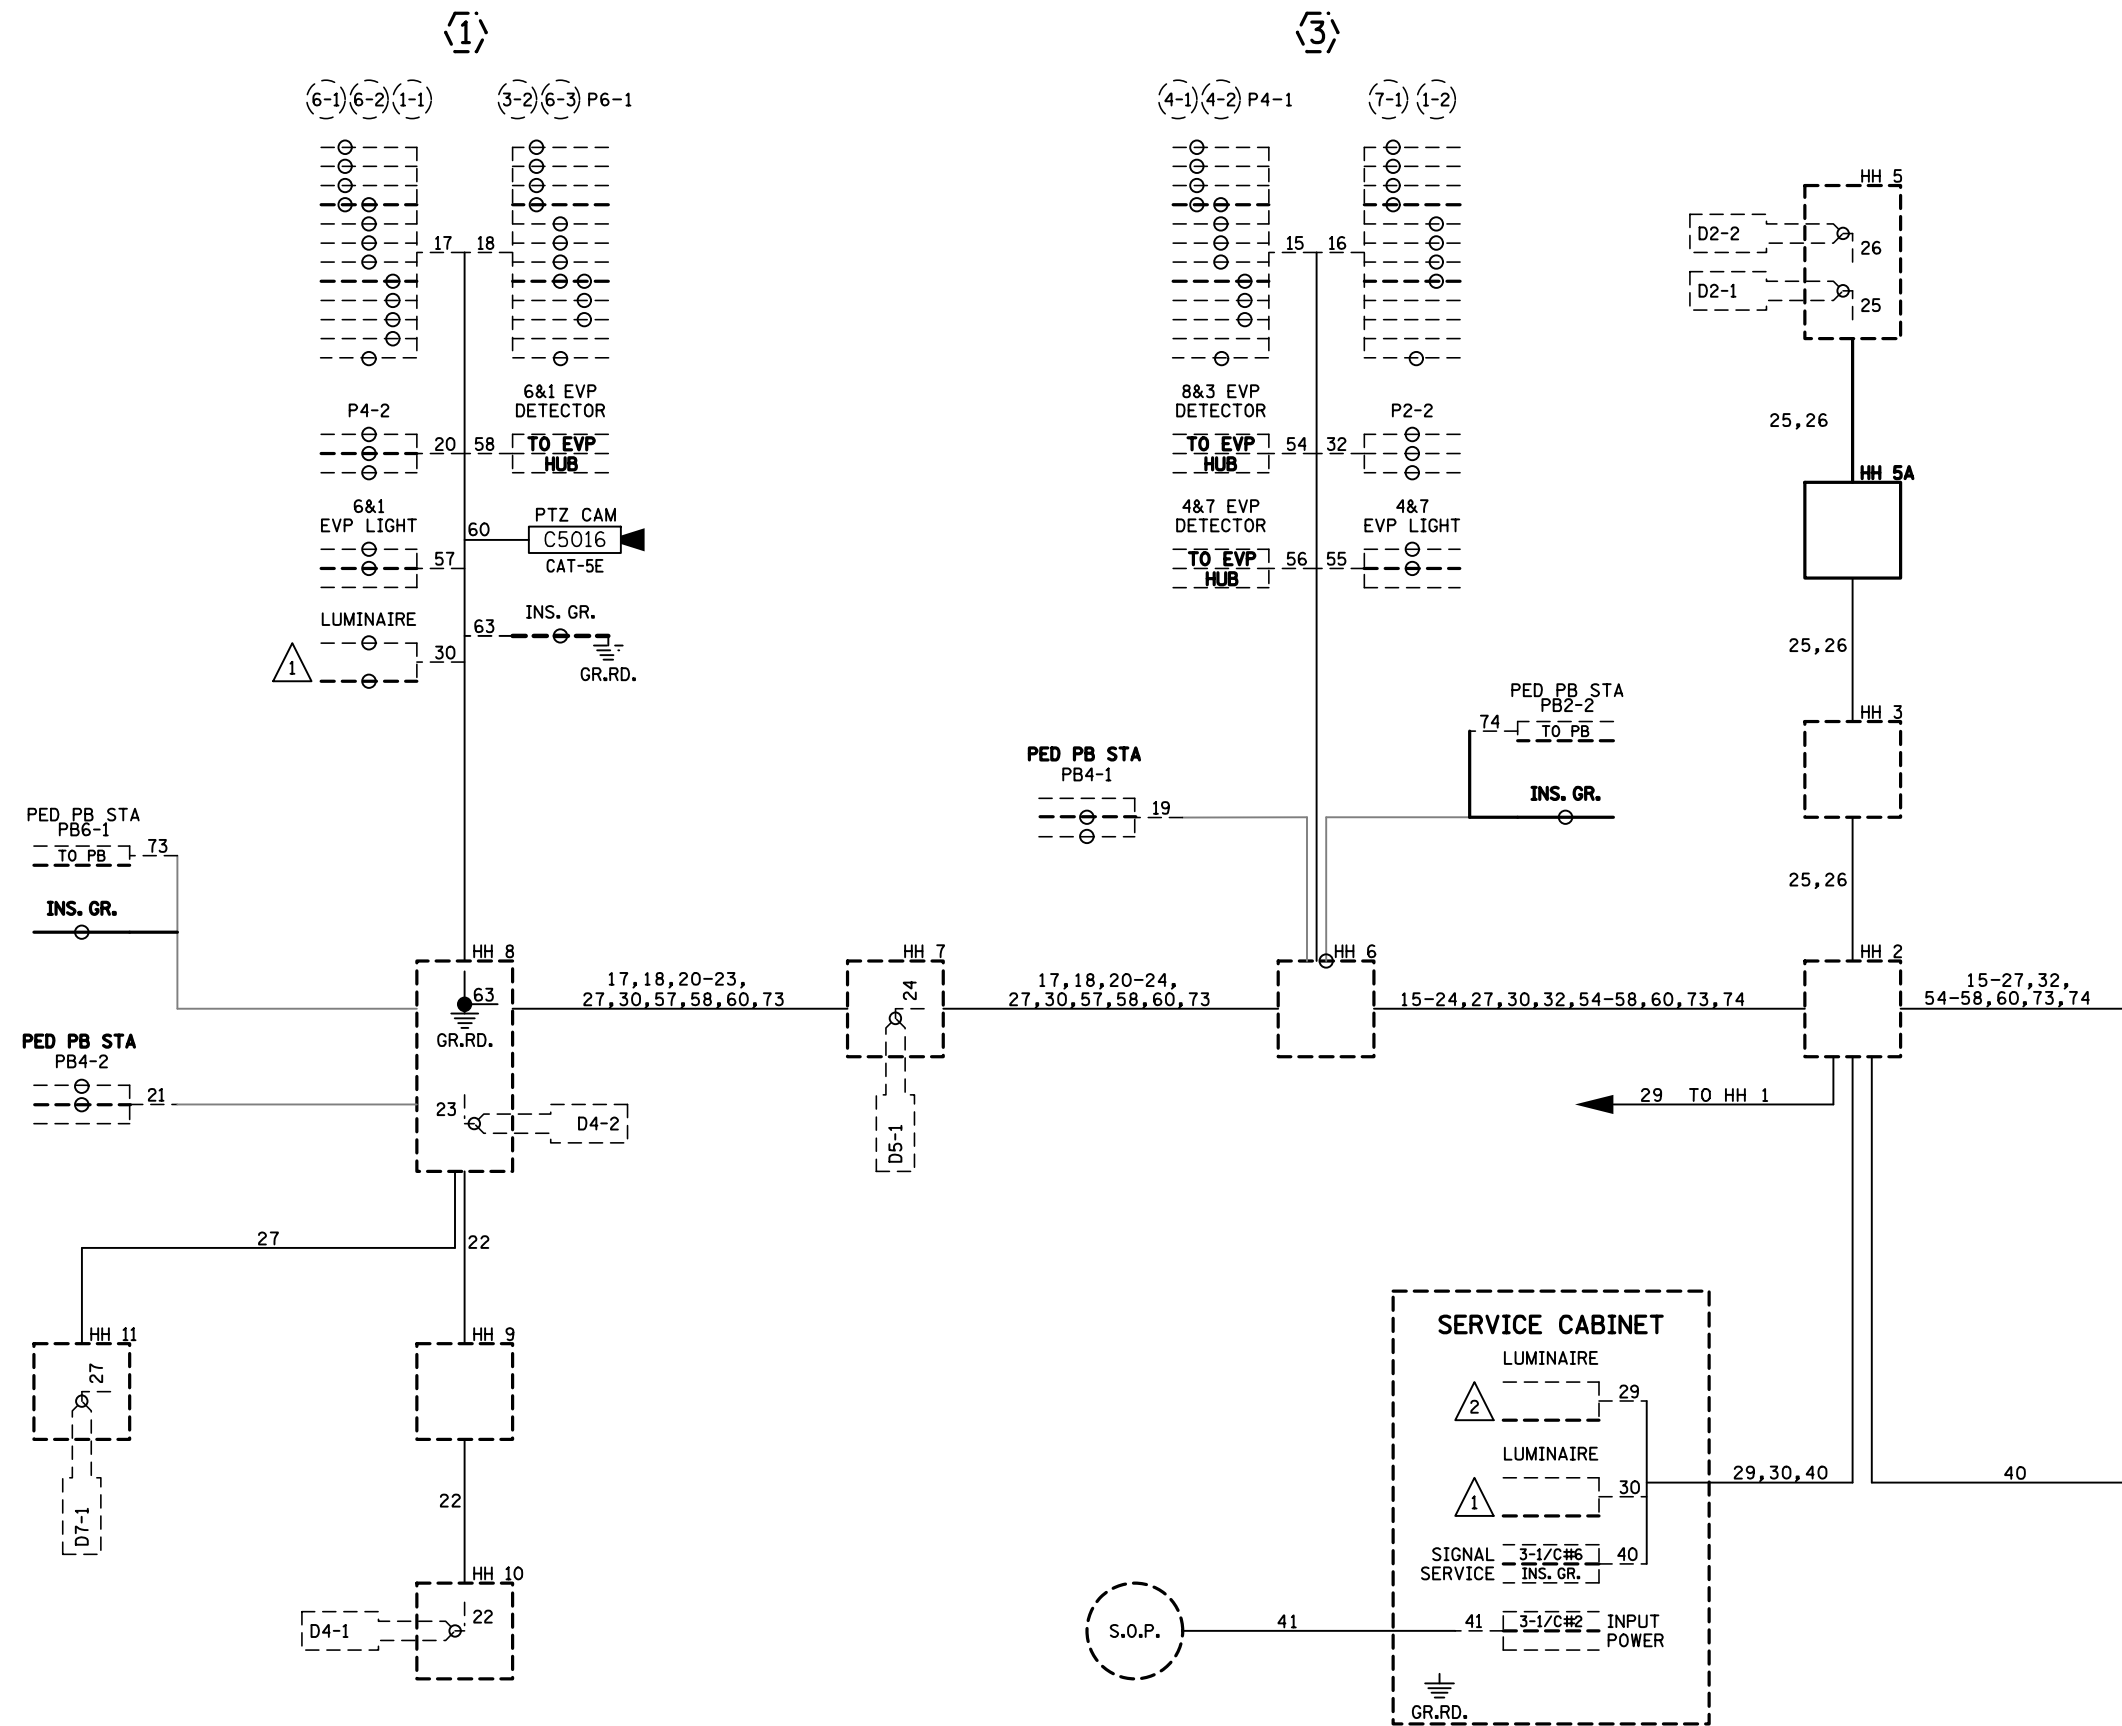 1
3
6-1 6-2 1-1 3-2 6-3 P6-1
4-1 4-2 P4-1 7-1 1-2
HH 5
D2-2
26
D2-1
25
17 18
15 16
6&1 EVP
DETECTOR
P4-2
TO EVP
HUB
20 58
8&3 EVP
DETECTOR
P2-2
TO EVP
HUB
54 32
25,26
HH 5A
6&1
EVP LIGHT
57
PTZ CAM
C5016
CAT-5E
60
4&7 EVP
DETECTOR
4&7
EVP LIGHT
TO EVP
HUB
56 55
LUMINAIRE
1
30
63
INS. GR.
GR.RD.
25,26
HH 3
PED PB STA
PB2-2
74
TO PB
INS. GR.
PED PB STA
PB4-1
19
PED PB STA
PB6-1
TO PB
73
INS. GR.
25,26
HH 8
63
GR.RD.
17,18,20-23,
27,30,57,58,60,73
HH 7
24
D5-1
17,18,20-24,
27,30,57,58,60,73
HH 6
15-24,27,30,32,54-58,60,73,74
HH 2
15-27,32,
54-58,60,73,74
PED PB STA
PB4-2
21
23
D4-2
29 TO HH 1
27
22
HH 11
27
D7-1
HH 9
22
HH 10
22
D4-1
SERVICE CABINET
LUMINAIRE
2
29
LUMINAIRE
1
30
29,30,40
40
SIGNAL
SERVICE
3-1/C#6
INS. GR.
40
S.O.P.
41
41
3-1/C#2
INPUT
POWER
GR.RD.